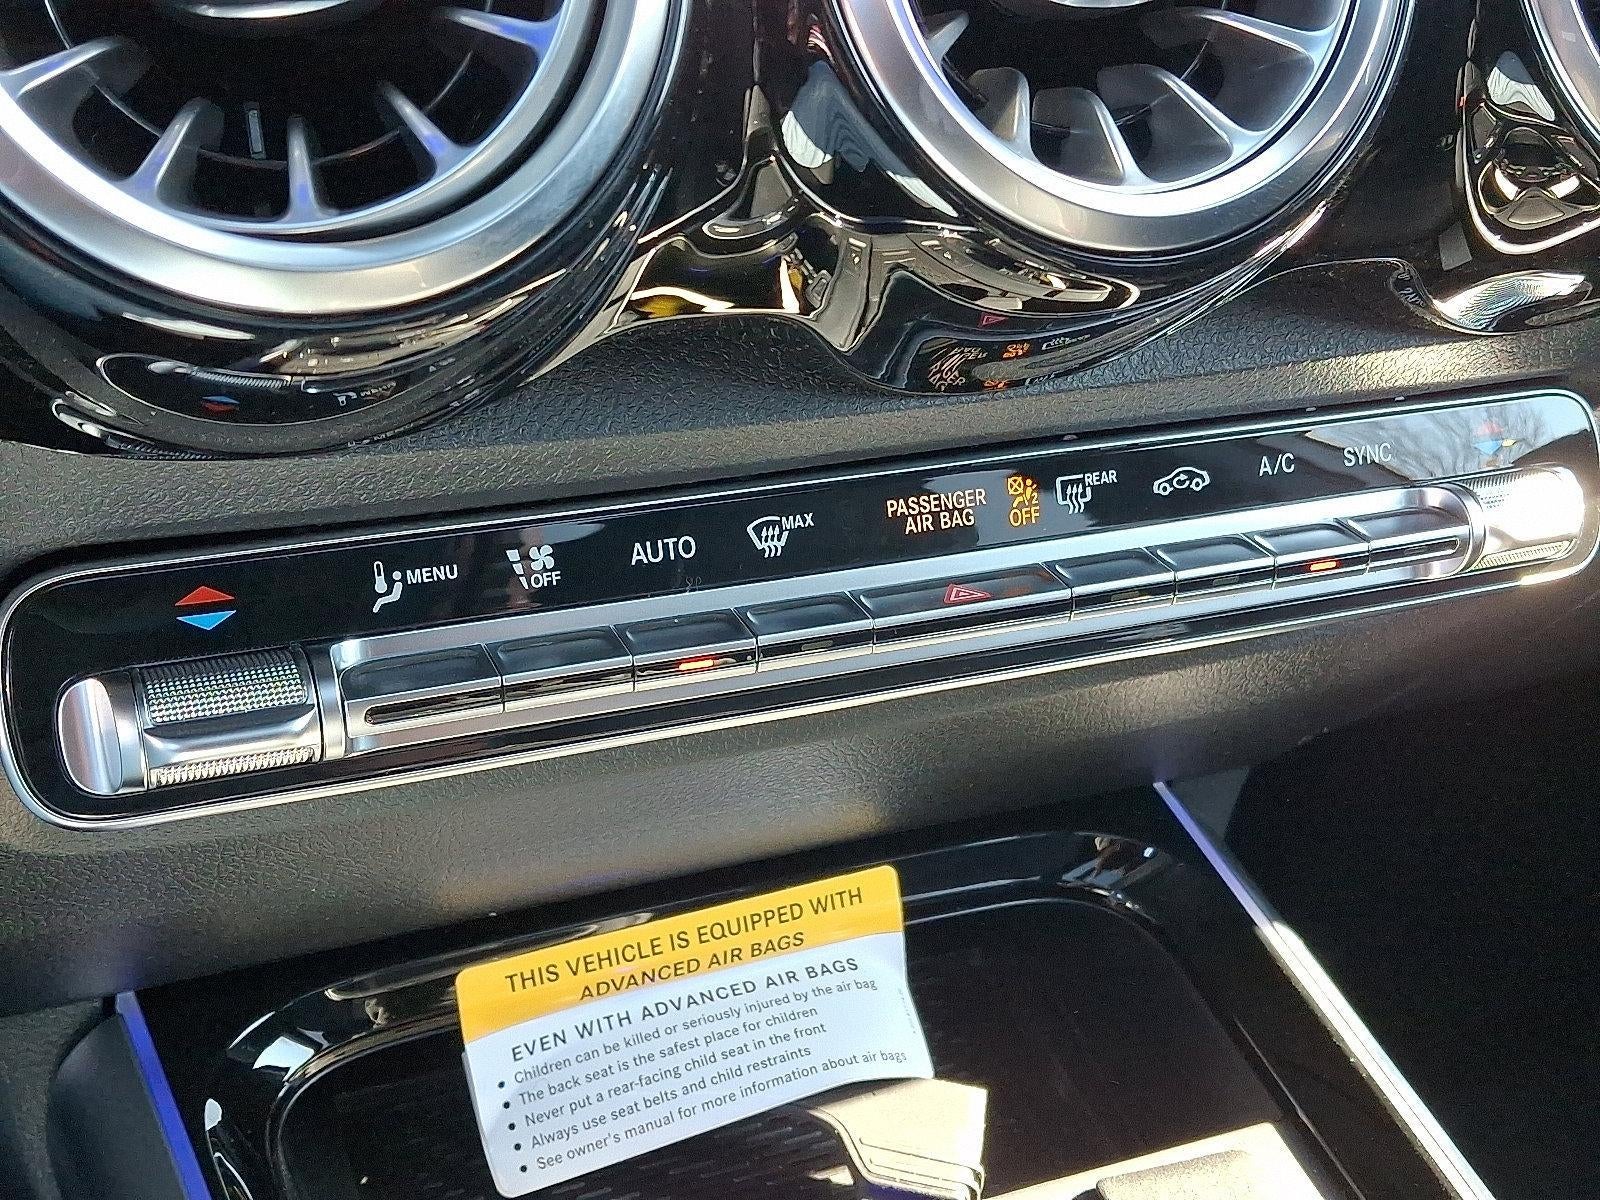 MENU
OFF
AUTO
MAX
PASSENGER
AIR BAG
2
OFF
REAR
A/C
SYNC
THIS VEHICLE IS EQUIPPED WITH
ADVANCED AIR BAGS
EVEN WITH ADVANCED AIR BAGS
• Children can be killed or seriously injured by the air bag
• The back seat is the safest place for children
• Never put a rear-facing child seat in the front
• Always use seat belts and child restraints
• See owner's manual for more information about air bags